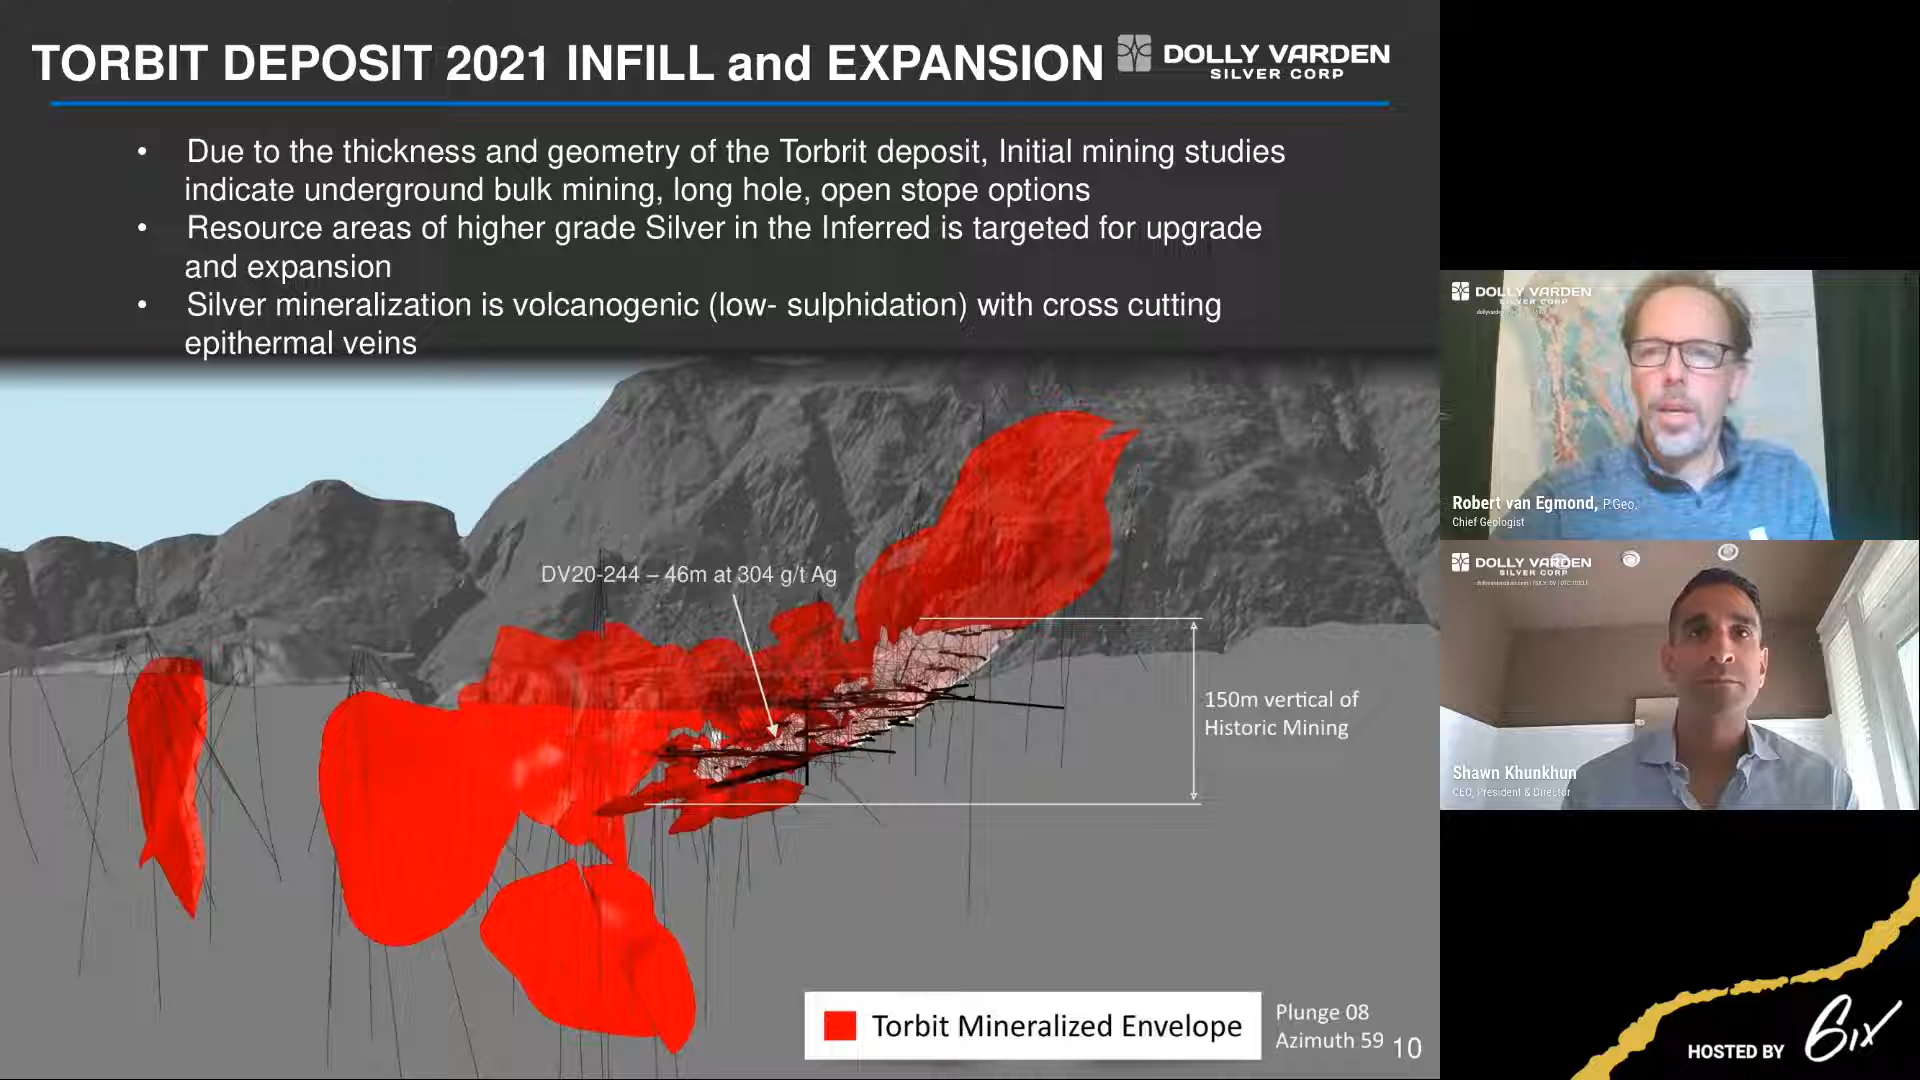 TORBIT DEPOSIT 2021 INFILL and EXPANSION
DOLLY VARDEN
SILVER CORP
• Due to the thickness and geometry of the Torbrit deposit, Initial mining studies
indicate underground bulk mining, long hole, open stope options
• Resource areas of higher grade Silver in the Inferred is targeted for upgrade
and expansion
• Silver mineralization is volcanogenic (low- sulphidation) with cross cutting
epithermal veins
DV20-244 – 46m at 304 g/t Ag
150m vertical of
Historic Mining
Torbit Mineralized Envelope
Plunge 08
Azimuth 59
10
DOLLY VARDEN
SILVER CORP
Robert van Egmond, P.Geo.
Chief Geologist
DOLLY VARDEN
SILVER CORP
Shawn Khunkhun
CEO, President & Director
HOSTED BY 6ix